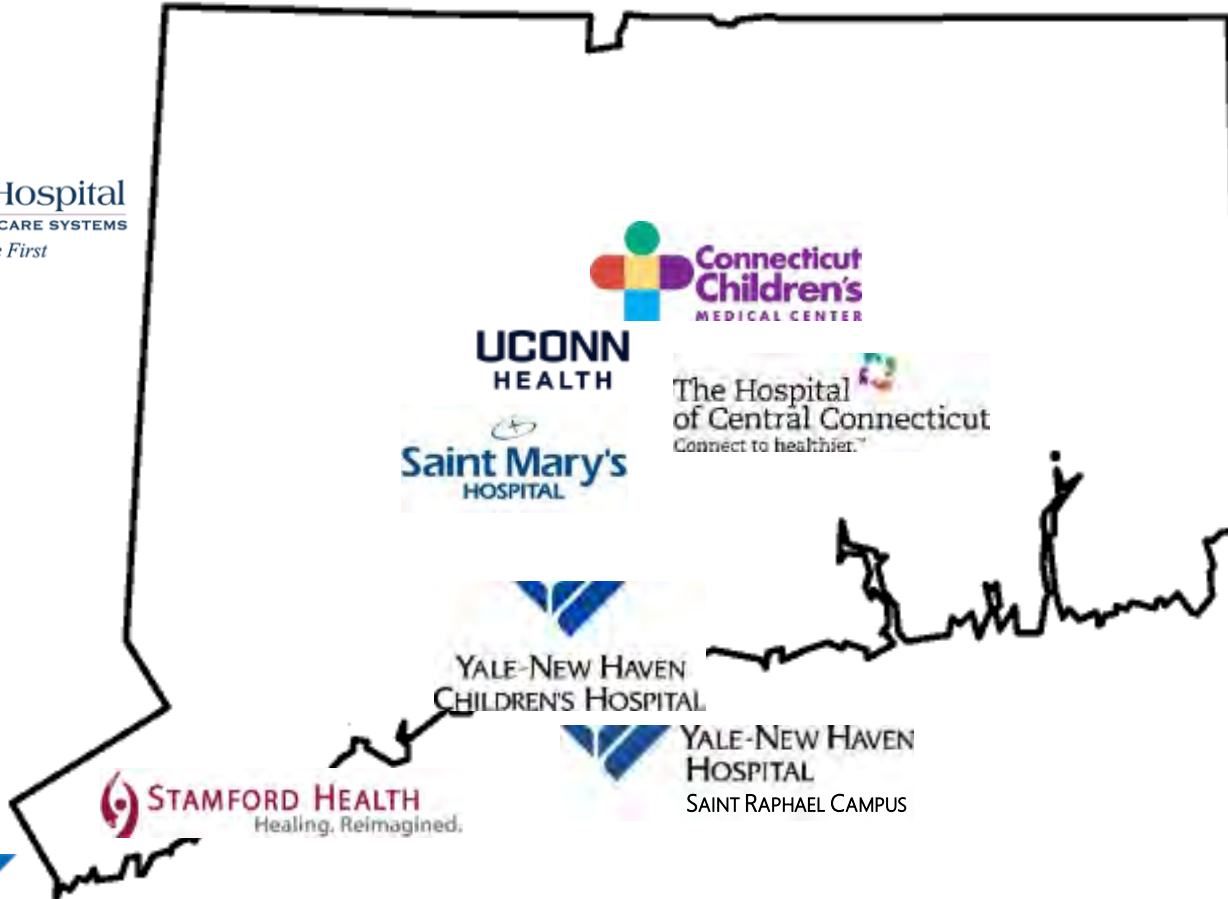 Hospital
CARE SYSTEMS
First
Connecticut
Children's
MEDICAL CENTER
UCONN
HEALTH
The Hospital
of Central Connecticut
Connect to healthier.™
Saint Mary's
HOSPITAL
YALE-NEW HAVEN
CHILDREN'S HOSPITAL
YALE-NEW HAVEN
HOSPITAL
SAINT RAPHAEL CAMPUS
STAMFORD HEALTH
Healing. Reimagined.